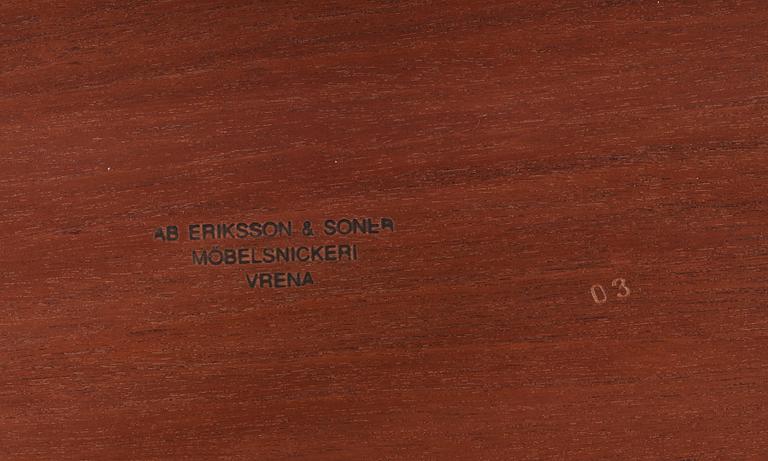 AB ERIKSSON & SONER
MÖBELSNICKERI
VRENA
03